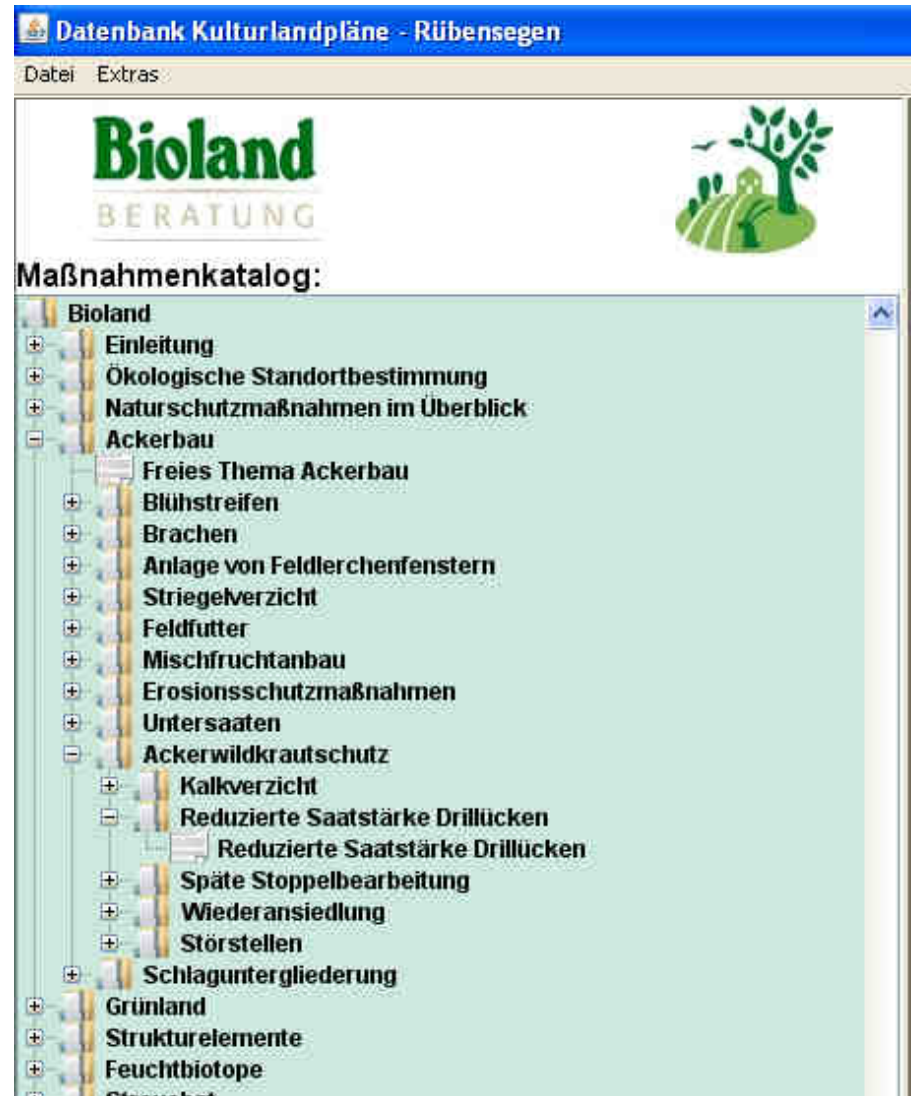 Datenbank Kulturlandpläne - Rübensegen
Datei Extras
Bioland
BERATUNG
Maßnahmenkatalog:
Bioland
Einleitung
Ökologische Standortbestimmung
Naturschutzmaßnahmen im Überblick
Ackerbau
Freies Thema Ackerbau
Blühstreifen
Brachen
Anlage von Feldlerchenfenstern
Striegelverzicht
Feldfutter
Mischfruchtanbau
Erosionsschutzmaßnahmen
Untersaaten
Ackerwildkrautschutz
Kalkverzicht
Reduzierte Saatstärke Drillücken
Reduzierte Saatstärke Drillücken
Späte Stoppelbearbeitung
Wiederansiedlung
Störstellen
Schlaguntergliederung
Grünland
Strukturelemente
Feuchtbiotope